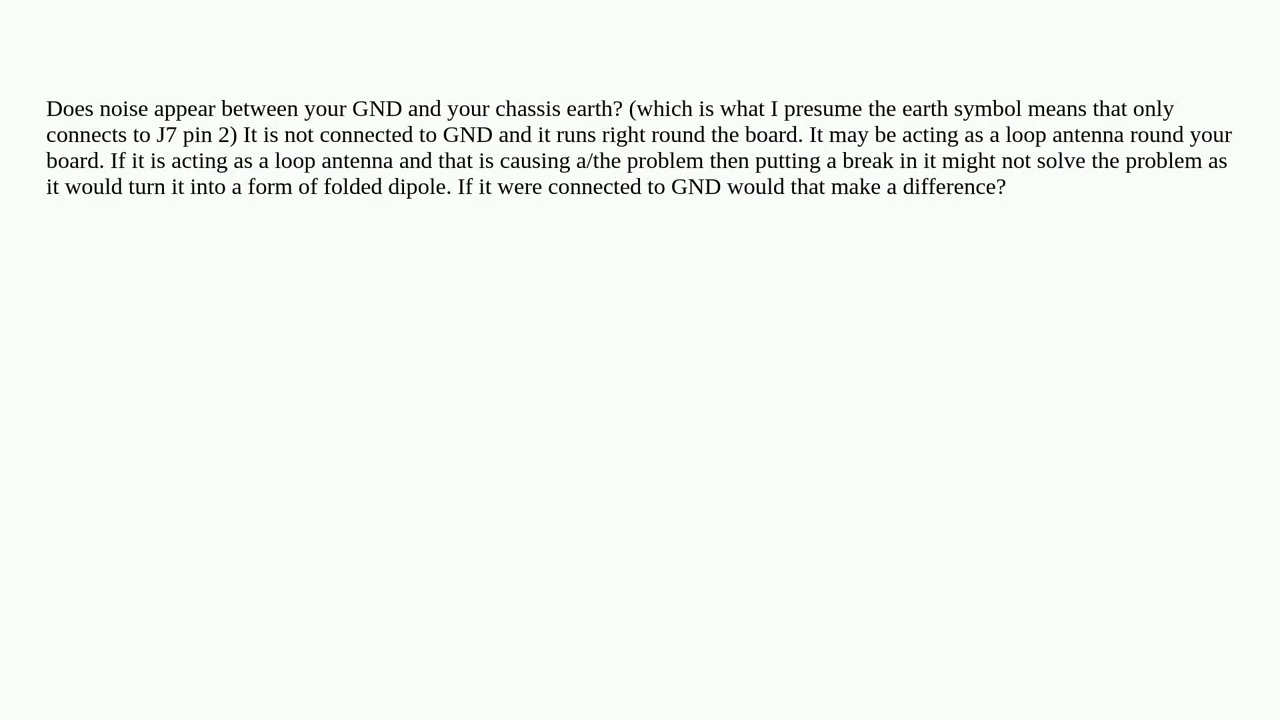 Does noise appear between your GND and your chassis earth? (which is what I presume the earth symbol means that only
connects to J7 pin 2) It is not connected to GND and it runs right round the board. It may be acting as a loop antenna round your
board. If it is acting as a loop antenna and that is causing a/the problem then putting a break in it might not solve the problem as
it would turn it into a form of folded dipole. If it were connected to GND would that make a difference?